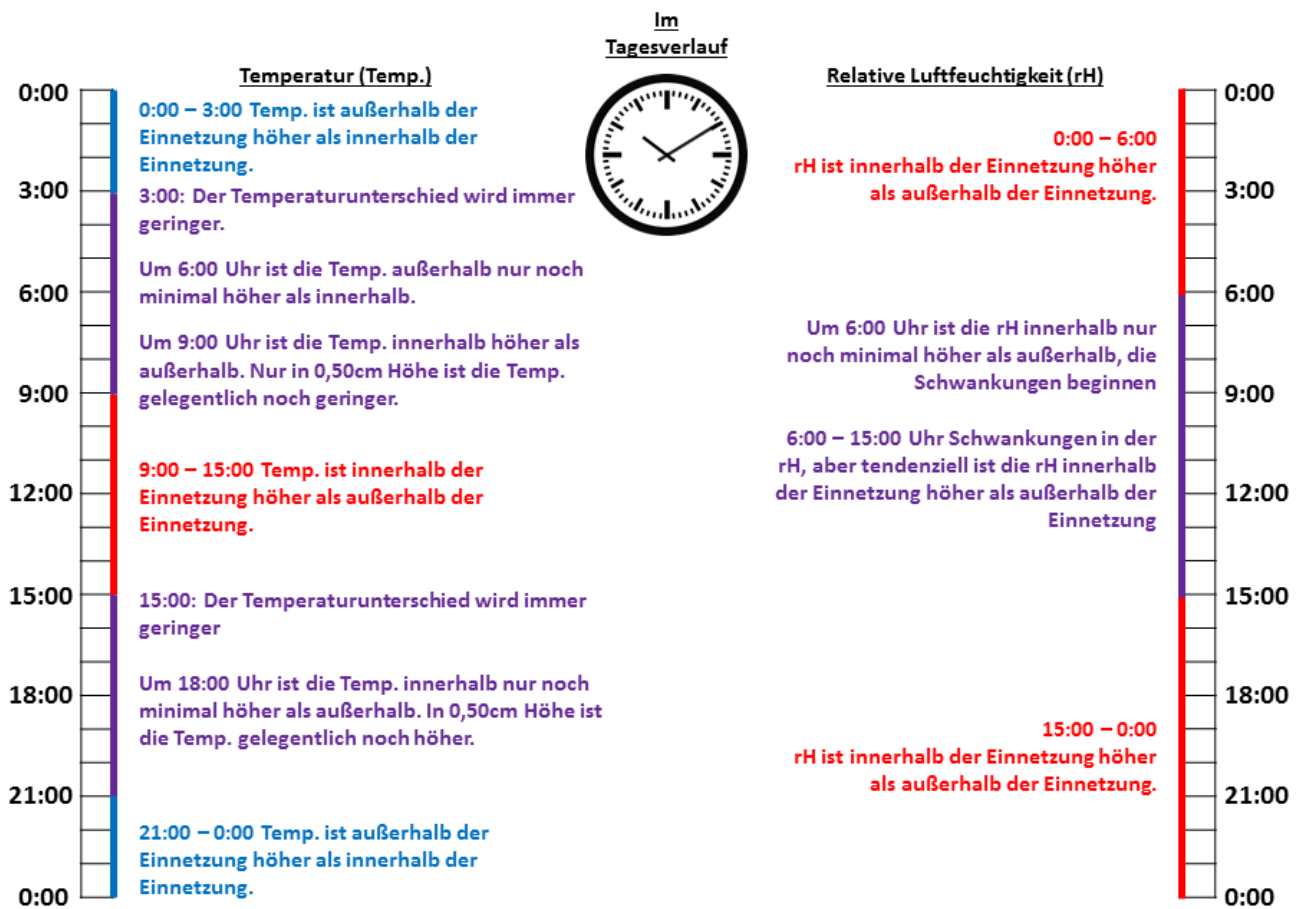 Im
Tagesverlauf
Temperatur (Temp.)
0:00
0:00 – 3:00 Temp. ist außerhalb der
Einnetzung höher als innerhalb der
Einnetzung.
3:00
3:00: Der Temperaturunterschied wird immer
geringer.
Um 6:00 Uhr ist die Temp. außerhalb nur noch
minimal höher als innerhalb.
6:00
Um 9:00 Uhr ist die Temp. innerhalb höher als
außerhalb. Nur in 0,50cm Höhe ist die Temp.
gelegentlich noch geringer.
9:00
9:00 – 15:00 Temp. ist innerhalb der
Einnetzung höher als außerhalb der
Einnetzung.
12:00
15:00
15:00: Der Temperaturunterschied wird immer
geringer
Um 18:00 Uhr ist die Temp. innerhalb nur noch
minimal höher als außerhalb. In 0,50cm Höhe ist
die Temp. gelegentlich noch höher.
18:00
21:00
21:00 – 0:00 Temp. ist außerhalb der
Einnetzung höher als innerhalb der
Einnetzung.
0:00
Relative Luftfeuchtigkeit (rH)
0:00
0:00 – 6:00
rH ist innerhalb der Einnetzung höher
als außerhalb der Einnetzung.
3:00
6:00
Um 6:00 Uhr ist die rH innerhalb nur
noch minimal höher als außerhalb, die
Schwankungen beginnen
9:00
6:00 – 15:00 Uhr Schwankungen in der
rH, aber tendenziell ist die rH innerhalb
der Einnetzung höher als außerhalb der
Einnetzung
12:00
15:00
18:00
15:00 – 0:00
rH ist innerhalb der Einnetzung höher
als außerhalb der Einnetzung.
21:00
0:00